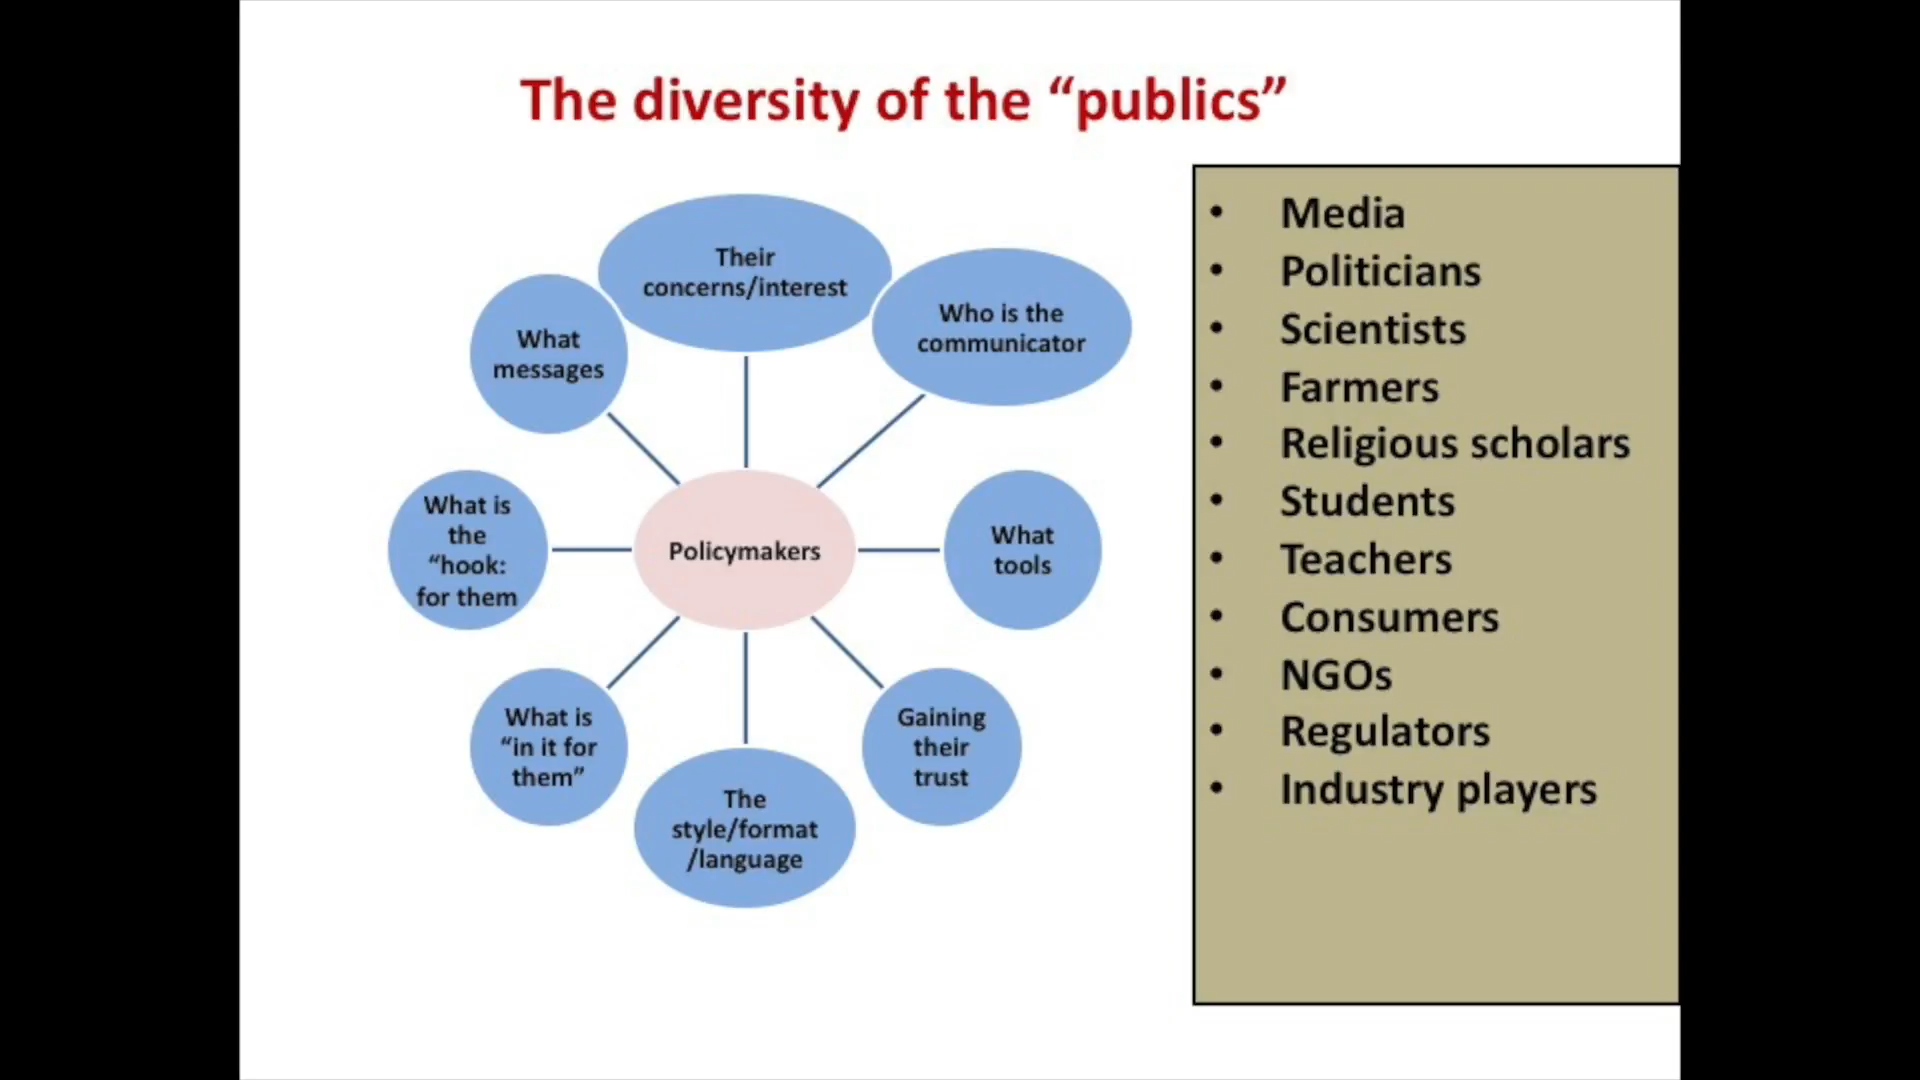 The diversity of the “publics”
Their
concerns/interest
Who is the
communicator
What
tools
Gaining
their
trust
The
style/format
/language
What is
“in it for
them”
What is
the
“hook:
for them
What
messages
Policymakers
• Media
• Politicians
• Scientists
• Farmers
• Religious scholars
• Students
• Teachers
• Consumers
• NGOs
• Regulators
• Industry players